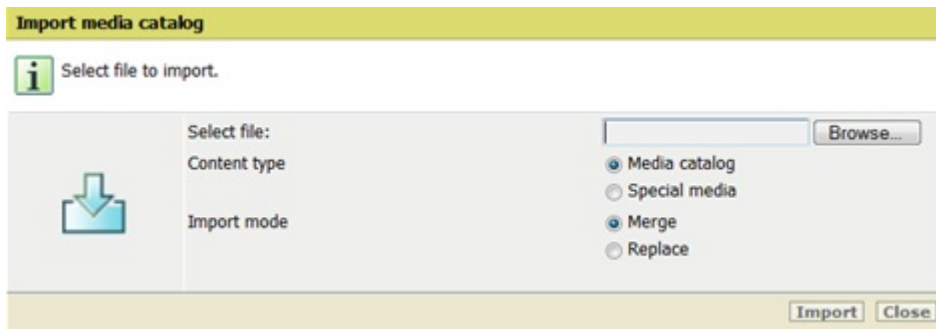 Import media catalog
i
Select file to import.
Select file: Browse...
Content type Media catalog
Special media
Import mode Merge
Replace
Import Close